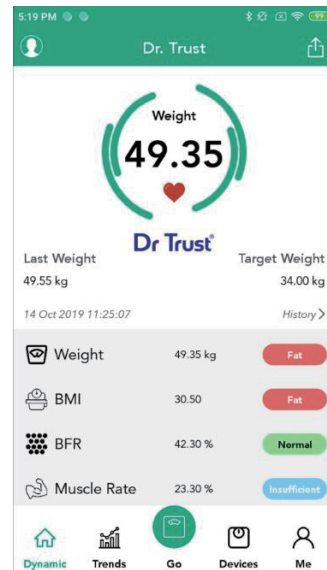 5:19 PM
99
Dr. Trust
Weight
49.35
Dr Trust®
Last Weight Target Weight
49.55 kg 34.00 kg
14 Oct 2019 11:25:07 History >
Weight 49.35 kg Fat
BMI 30.50 Fat
BFR 42.30 % Normal
Muscle Rate 23.30 % Insufficient
Dynamic Trends Go Devices Me